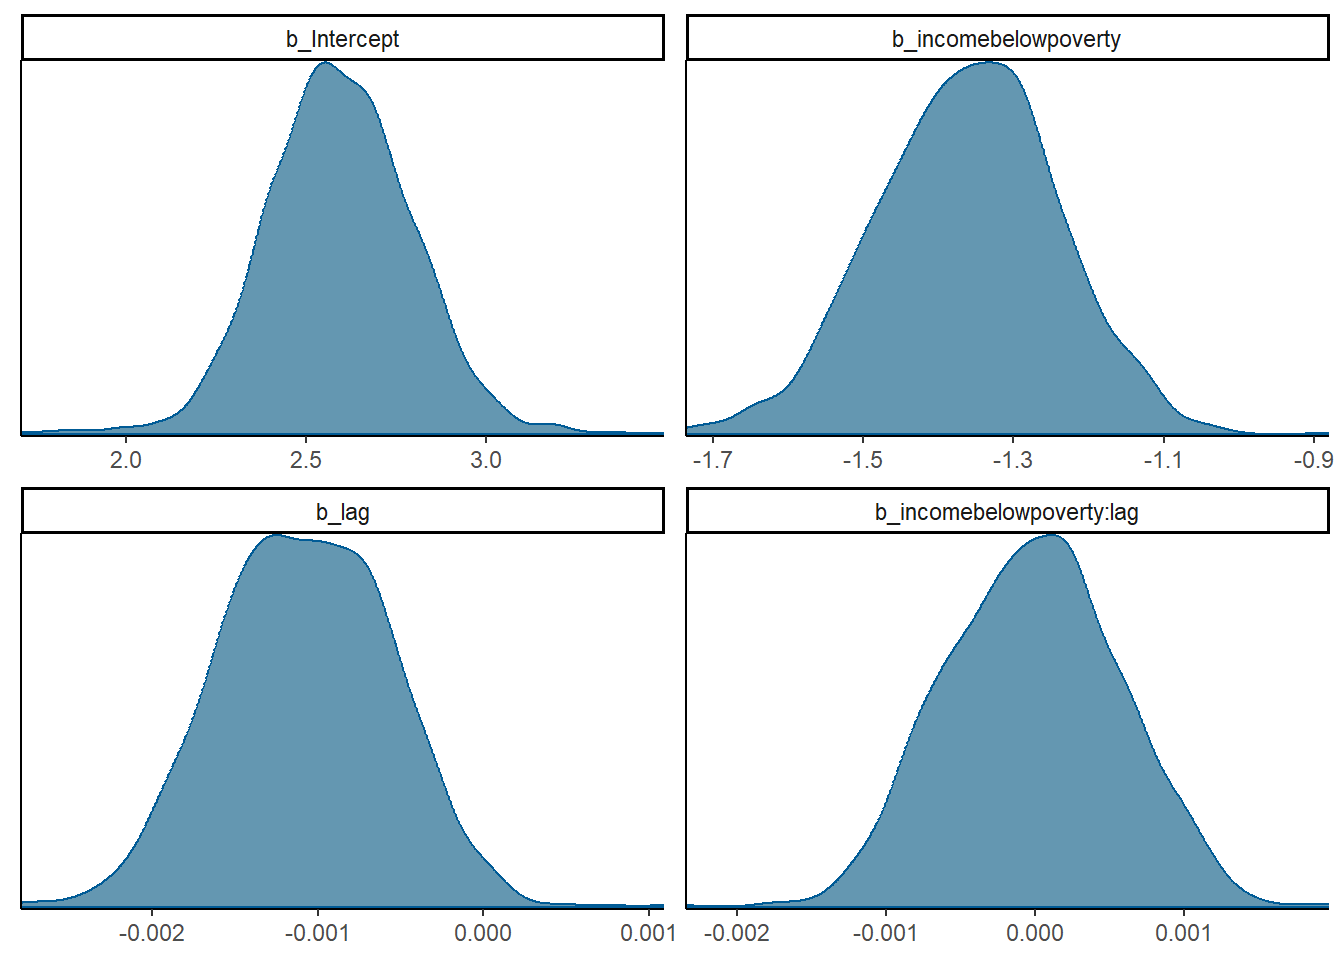 b_Intercept
b_incomebelowpoverty
2.0 2.5 3.0
-1.7 -1.5 -1.3 -1.1 -0.9
b_lag
b_incomebelowpoverty:lag
-0.002 -0.001 0.000 0.001
-0.002 -0.001 0.000 0.001